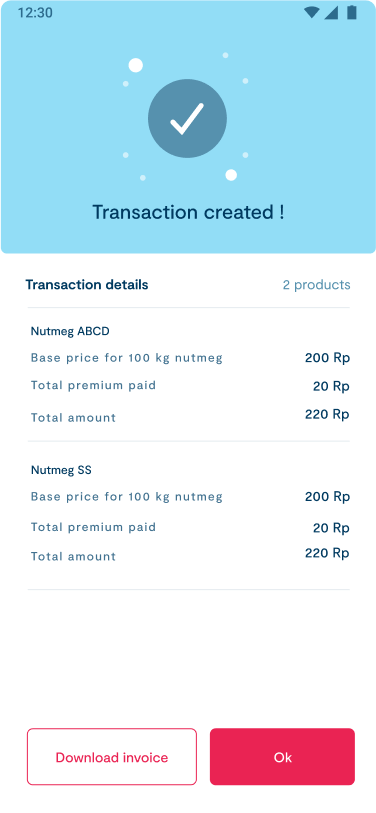 12:30
Transaction created !
Transaction details 2 products
Nutmeg ABCD
Base price for 100 kg nutmeg 200 Rp
Total premium paid 20 Rp
Total amount 220 Rp
Nutmeg SS
Base price for 100 kg nutmeg 200 Rp
Total premium paid 20 Rp
Total amount 220 Rp
Download invoice Ok